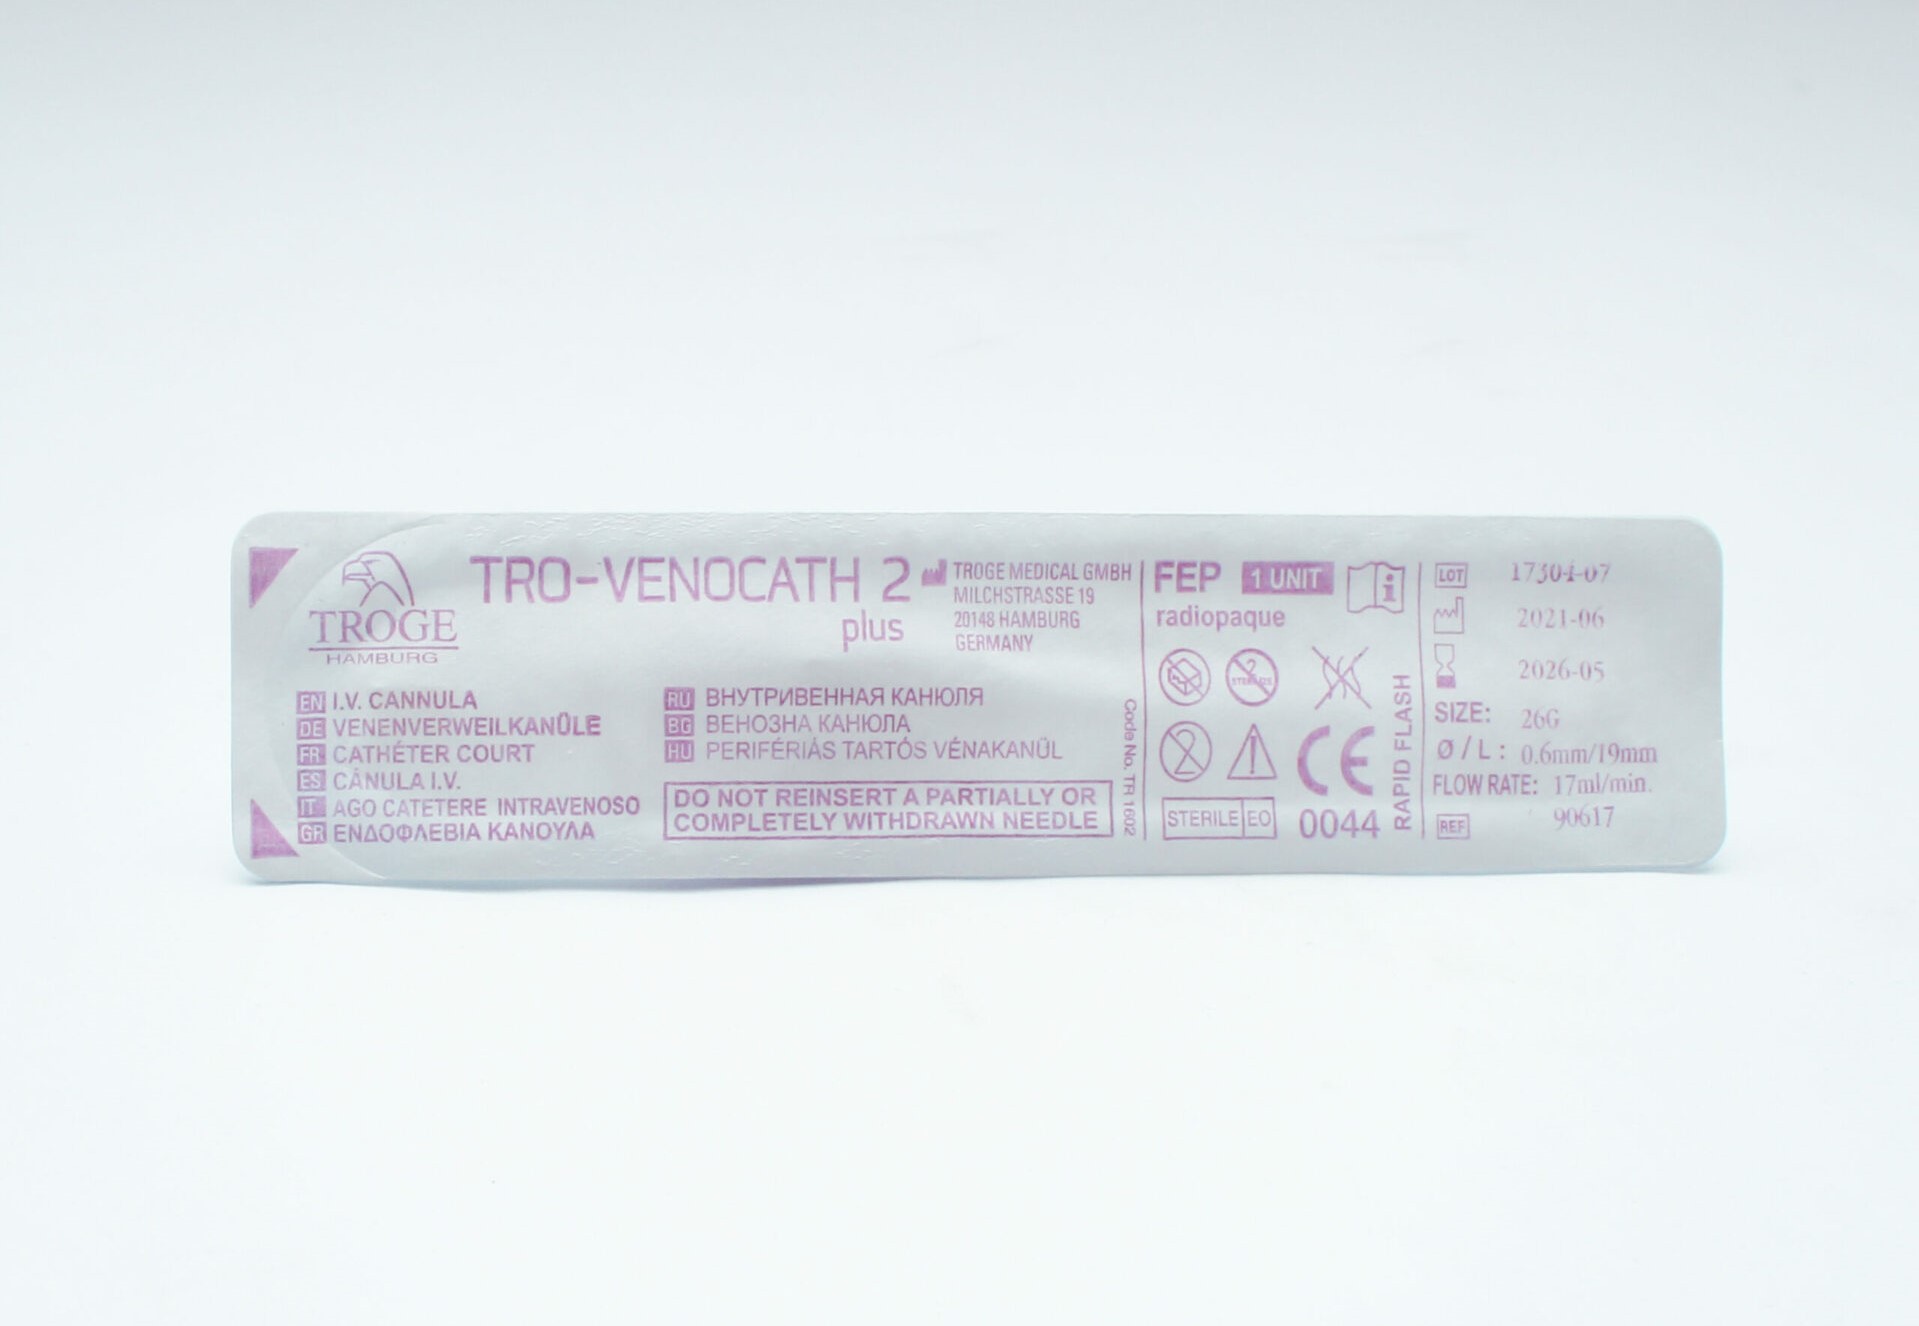 TROGE
HAMBURG
TRO-VENOCATH 2
plus
TROGE MEDICAL GMBH
MILCHSTRASSE 19
20148 HAMBURG
GERMANY
EN I.V. CANNULA
DE VENENVERWEILKANÜLE
FR CATHÉTER COURT
ES CÁNULA I.V.
IT AGO CATETERE INTRAVENOSO
GR ΕΝΔΟΦΛΕΒΙΑ ΚΑΝΟΥΛΑ
RU ВНУТРИВЕННАЯ КАНЮЛЯ
BG ВЕНОЗНА КАНЮЛА
HU PERIFÉRIÁS TARTÓS VÉNAKANÜL
DO NOT REINSERT A PARTIALLY OR
COMPLETELY WITHDRAWN NEEDLE
Code No. TR 1602
FEP 1 UNIT
radiopaque
2
STERILE EO
CE
0044
RAPID FLASH
LOT 17304-07
2021-06
2026-05
SIZE: 26G
Ø / L : 0.6mm/19mm
FLOW RATE: 17ml/min.
REF 90617